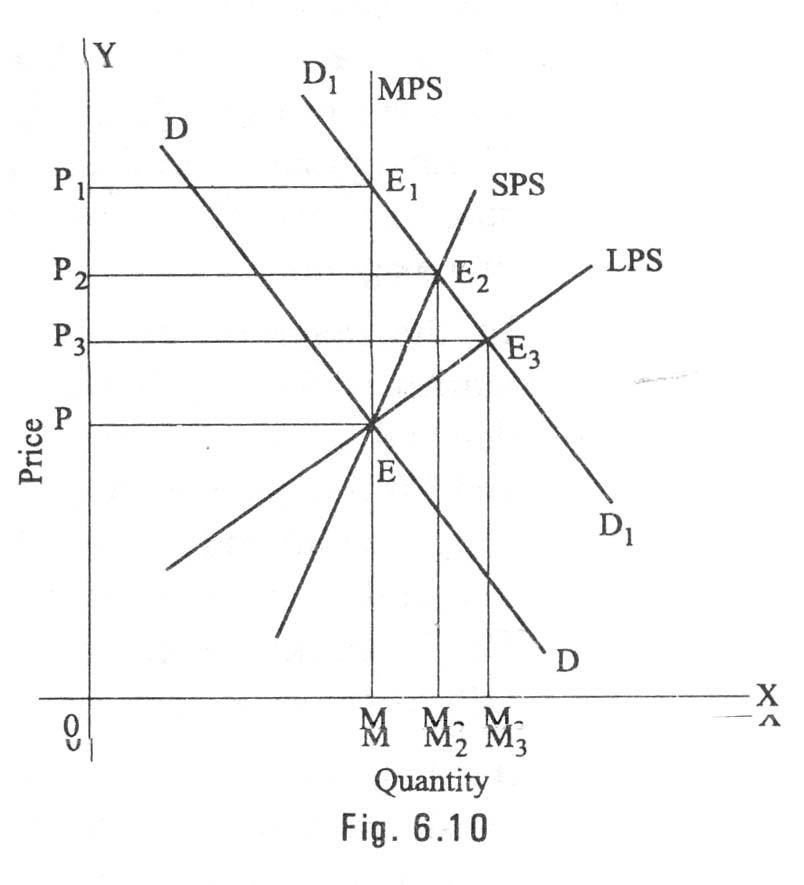 Y
D₁
MPS
D
P₁
E₁
SPS
P₂
E₂
LPS
P₃
E₃
P
Price
E
D₁
D
X
0
M M₂ M₃
Quantity
Fig. 6.10